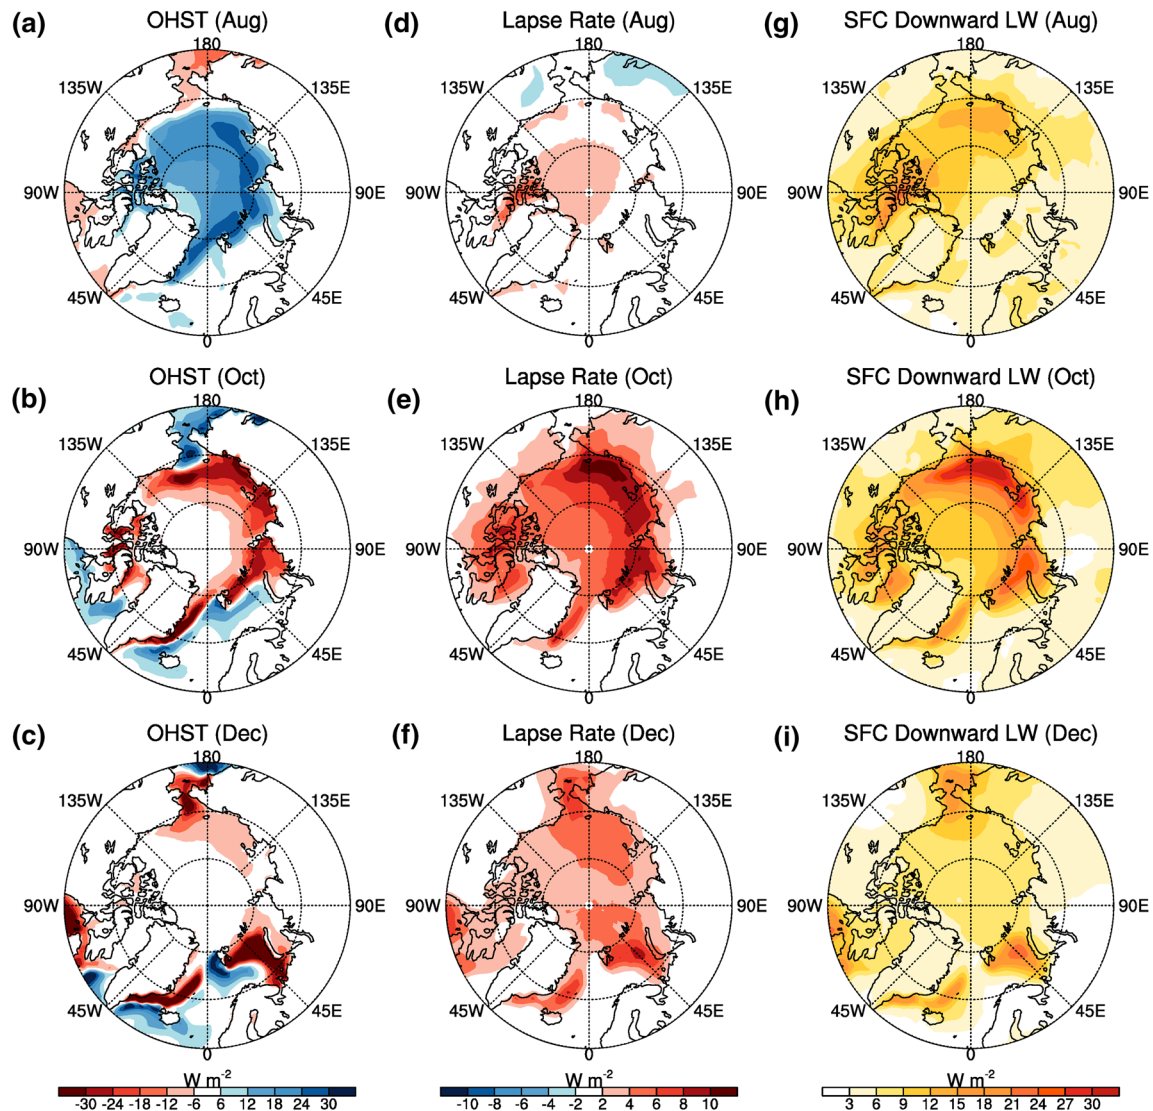 (a) OHST (Aug)
180
135W 135E
90W 90E
45W 45E
0
(d) Lapse Rate (Aug)
180
135W 135E
90W 90E
45W 45E
0
(g) SFC Downward LW (Aug)
180
135W 135E
90W 90E
45W 45E
0
(b) OHST (Oct)
180
135W 135E
90W 90E
45W 45E
0
(e) Lapse Rate (Oct)
180
135W 135E
90W 90E
45W 45E
0
(h) SFC Downward LW (Oct)
180
135W 135E
90W 90E
45W 45E
0
(c) OHST (Dec)
180
135W 135E
90W 90E
45W 45E
0
(f) Lapse Rate (Dec)
180
135W 135E
90W 90E
45W 45E
0
(i) SFC Downward LW (Dec)
180
135W 135E
90W 90E
45W 45E
0
W m-2
-30 -24 -18 -12 -6 6 12 18 24 30
W m-2
-10 -8 -6 -4 -2 2 4 6 8 10
W m-2
3 6 9 12 15 18 21 24 27 30